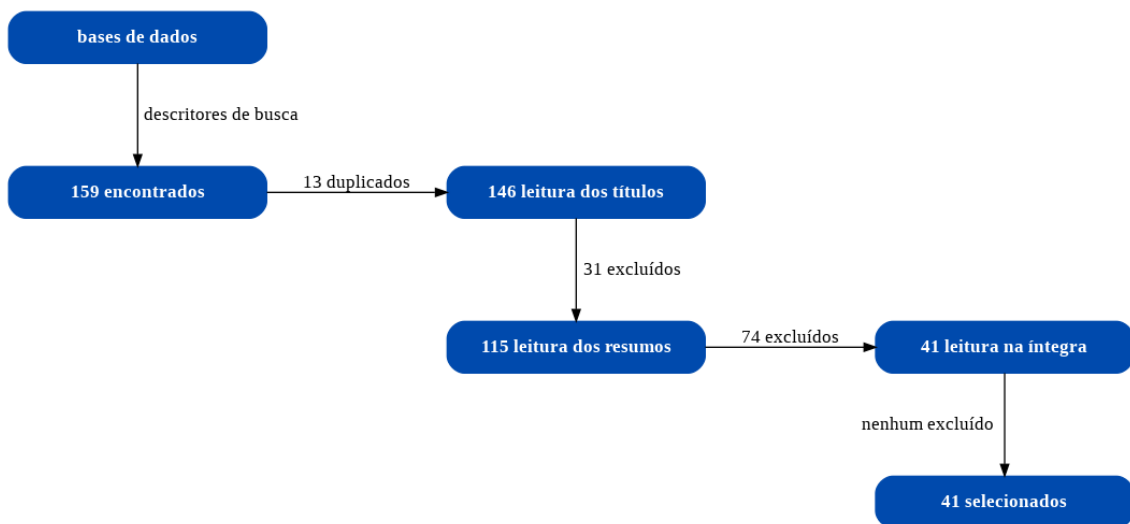 bases de dados
descritores de busca
159 encontrados
13 duplicados
146 leitura dos títulos
31 excluídos
115 leitura dos resumos
74 excluídos
41 leitura na íntegra
nenhum excluído
41 selecionados